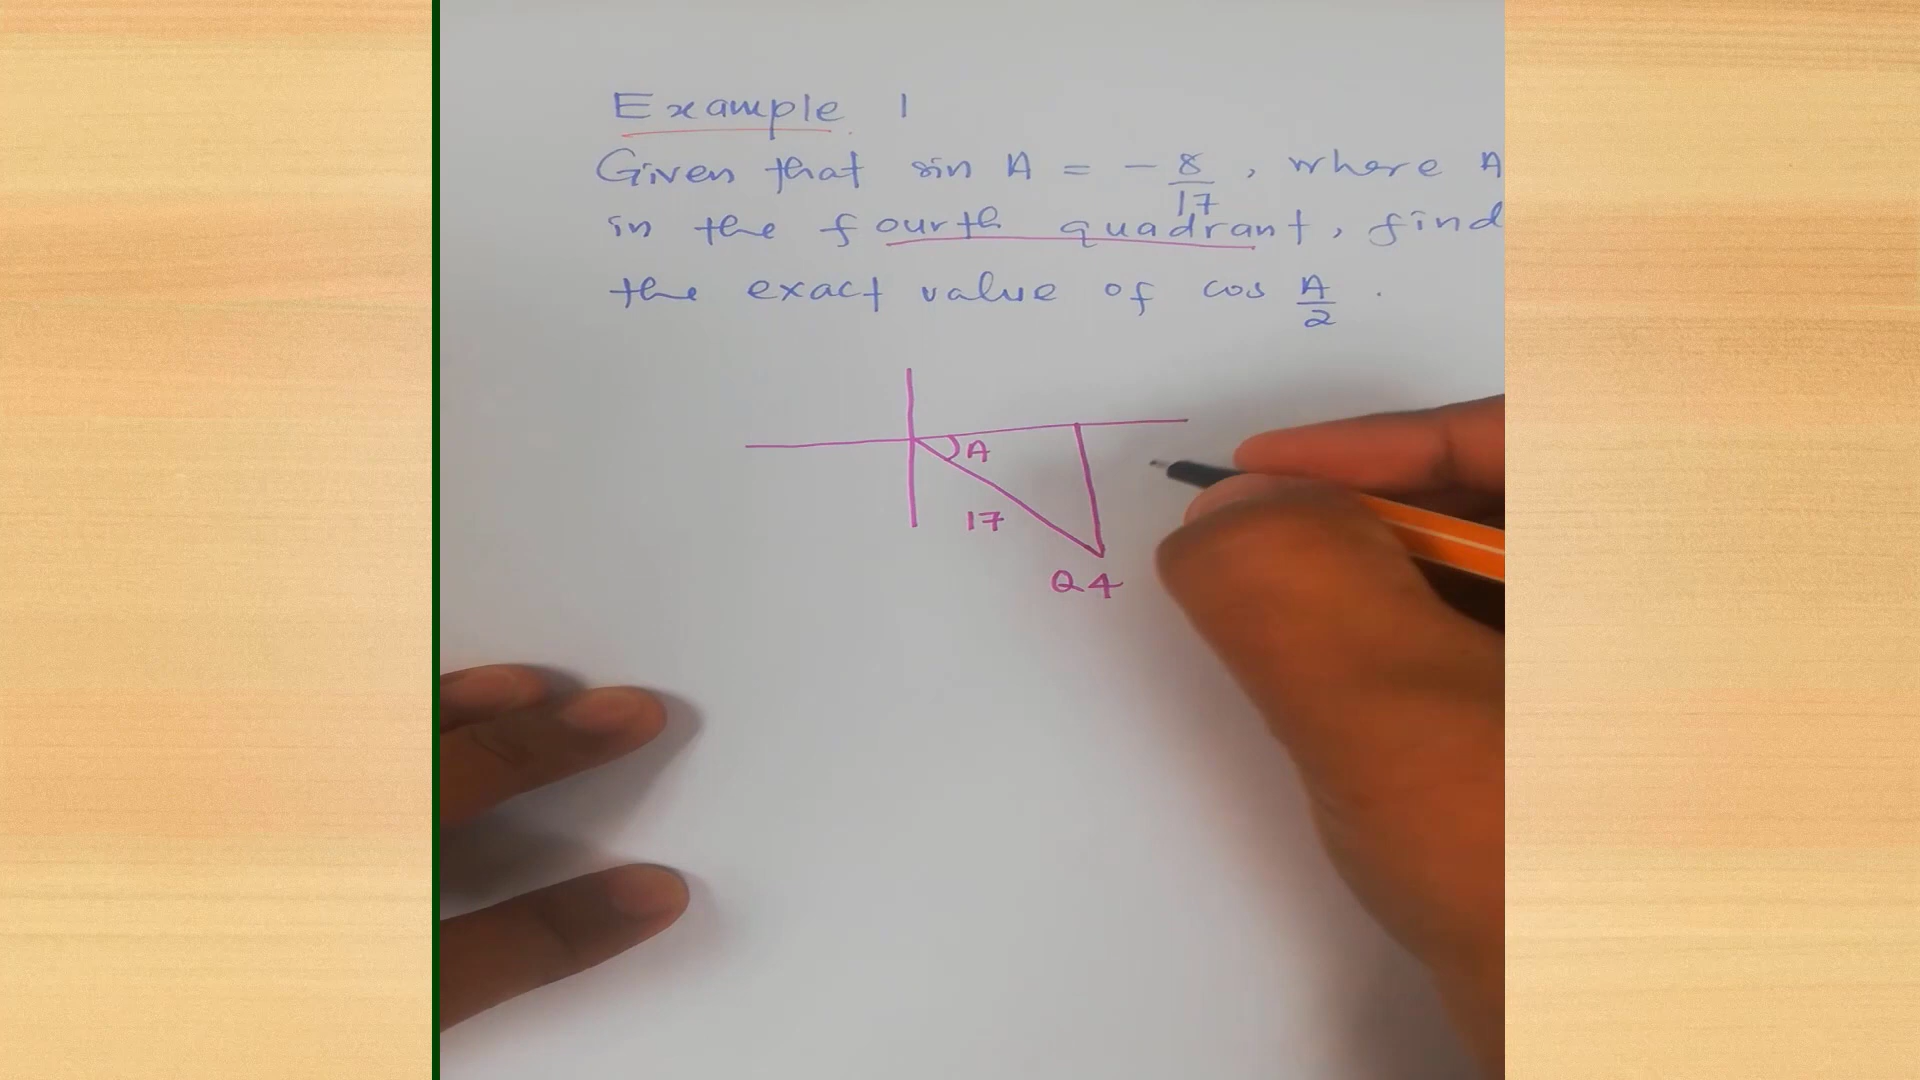 Example 1
Given that sin A = - 8/17, where A
in the fourth quadrant, find
the exact value of cos A/2.
A
17
Q4